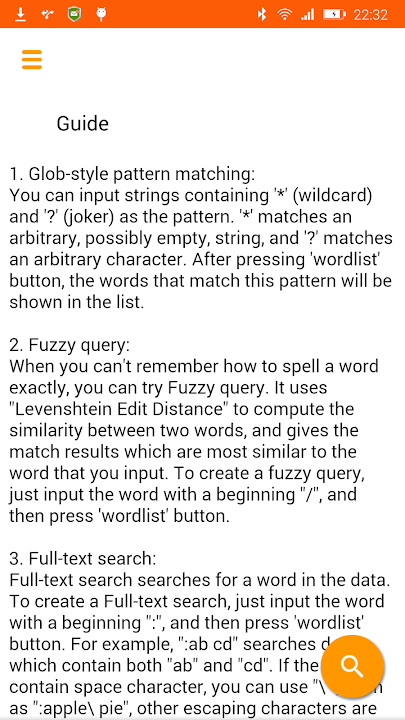 22:32
Guide
1. Glob-style pattern matching:
You can input strings containing '*' (wildcard)
and '?' (joker) as the pattern. '*' matches an
arbitrary, possibly empty, string, and '?' matches
an arbitrary character. After pressing 'wordlist'
button, the words that match this pattern will be
shown in the list.
2. Fuzzy query:
When you can't remember how to spell a word
exactly, you can try Fuzzy query. It uses
"Levenshtein Edit Distance" to compute the
similarity between two words, and gives the
match results which are most similar to the
word that you input. To create a fuzzy query,
just input the word with a beginning "/", and
then press 'wordlist' button.
3. Full-text search:
Full-text search searches for a word in the data.
To create a Full-text search, just input the word
with a beginning ":", and then press 'wordlist'
button. For example, ":ab cd" searches
which contain both "ab" and "cd". If the
contain space character, you can use "\
as ":apple\ pie", other escaping characters are